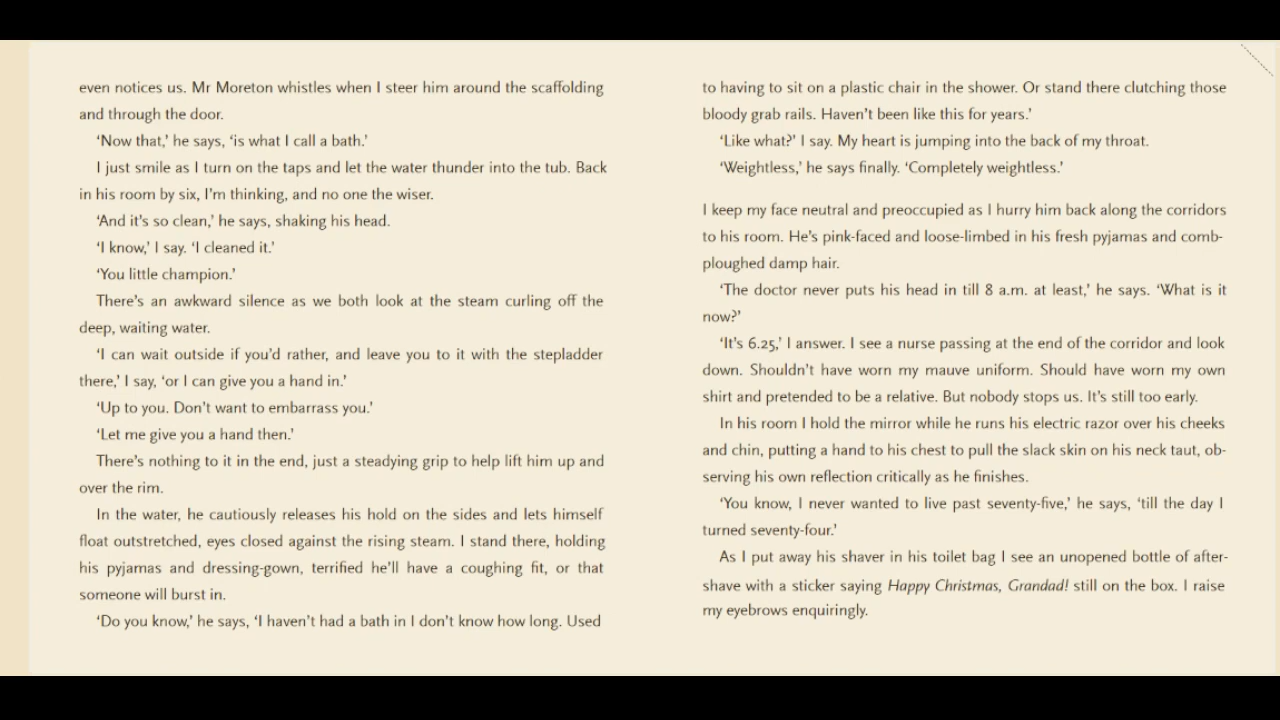 even notices us. Mr Moreton whistles when I steer him around the scaffolding
and through the door.
‘Now that,’ he says, ‘is what I call a bath.’
I just smile as I turn on the taps and let the water thunder into the tub. Back
in his room by six, I’m thinking, and no one the wiser.
‘And it’s so clean,’ he says, shaking his head.
‘I know,’ I say. ‘I cleaned it.’
‘You little champion.’
There’s an awkward silence as we both look at the steam curling off the
deep, waiting water.
‘I can wait outside if you’d rather, and leave you to it with the stepladder
there,’ I say, ‘or I can give you a hand in.’
‘Up to you. Don’t want to embarrass you.’
‘Let me give you a hand then.’
There’s nothing to it in the end, just a steadying grip to help lift him up and
over the rim.
In the water, he cautiously releases his hold on the sides and lets himself
float outstretched, eyes closed against the rising steam. I stand there, holding
his pyjamas and dressing-gown, terrified he’ll have a coughing fit, or that
someone will burst in.
‘Do you know,’ he says, ‘I haven’t had a bath in I don’t know how long. Used
to having to sit on a plastic chair in the shower. Or stand there clutching those
bloody grab rails. Haven’t been like this for years.’
‘Like what?’ I say. My heart is jumping into the back of my throat.
‘Weightless,’ he says finally. ‘Completely weightless.’
I keep my face neutral and preoccupied as I hurry him back along the corridors
to his room. He’s pink-faced and loose-limbed in his fresh pyjamas and comb-
ploughed damp hair.
‘The doctor never puts his head in till 8 a.m. at least,’ he says. ‘What is it
now?’
‘It’s 6.25,’ I answer. I see a nurse passing at the end of the corridor and look
down. Shouldn’t have worn my mauve uniform. Should have worn my own
shirt and pretended to be a relative. But nobody stops us. It’s still too early.
In his room I hold the mirror while he runs his electric razor over his cheeks
and chin, putting a hand to his chest to pull the slack skin on his neck taut, ob-
serving his own reflection critically as he finishes.
‘You know, I never wanted to live past seventy-five,’ he says, ‘till the day I
turned seventy-four.’
As I put away his shaver in his toilet bag I see an unopened bottle of after-
shave with a sticker saying Happy Christmas, Grandad! still on the box. I raise
my eyebrows enquiringly.